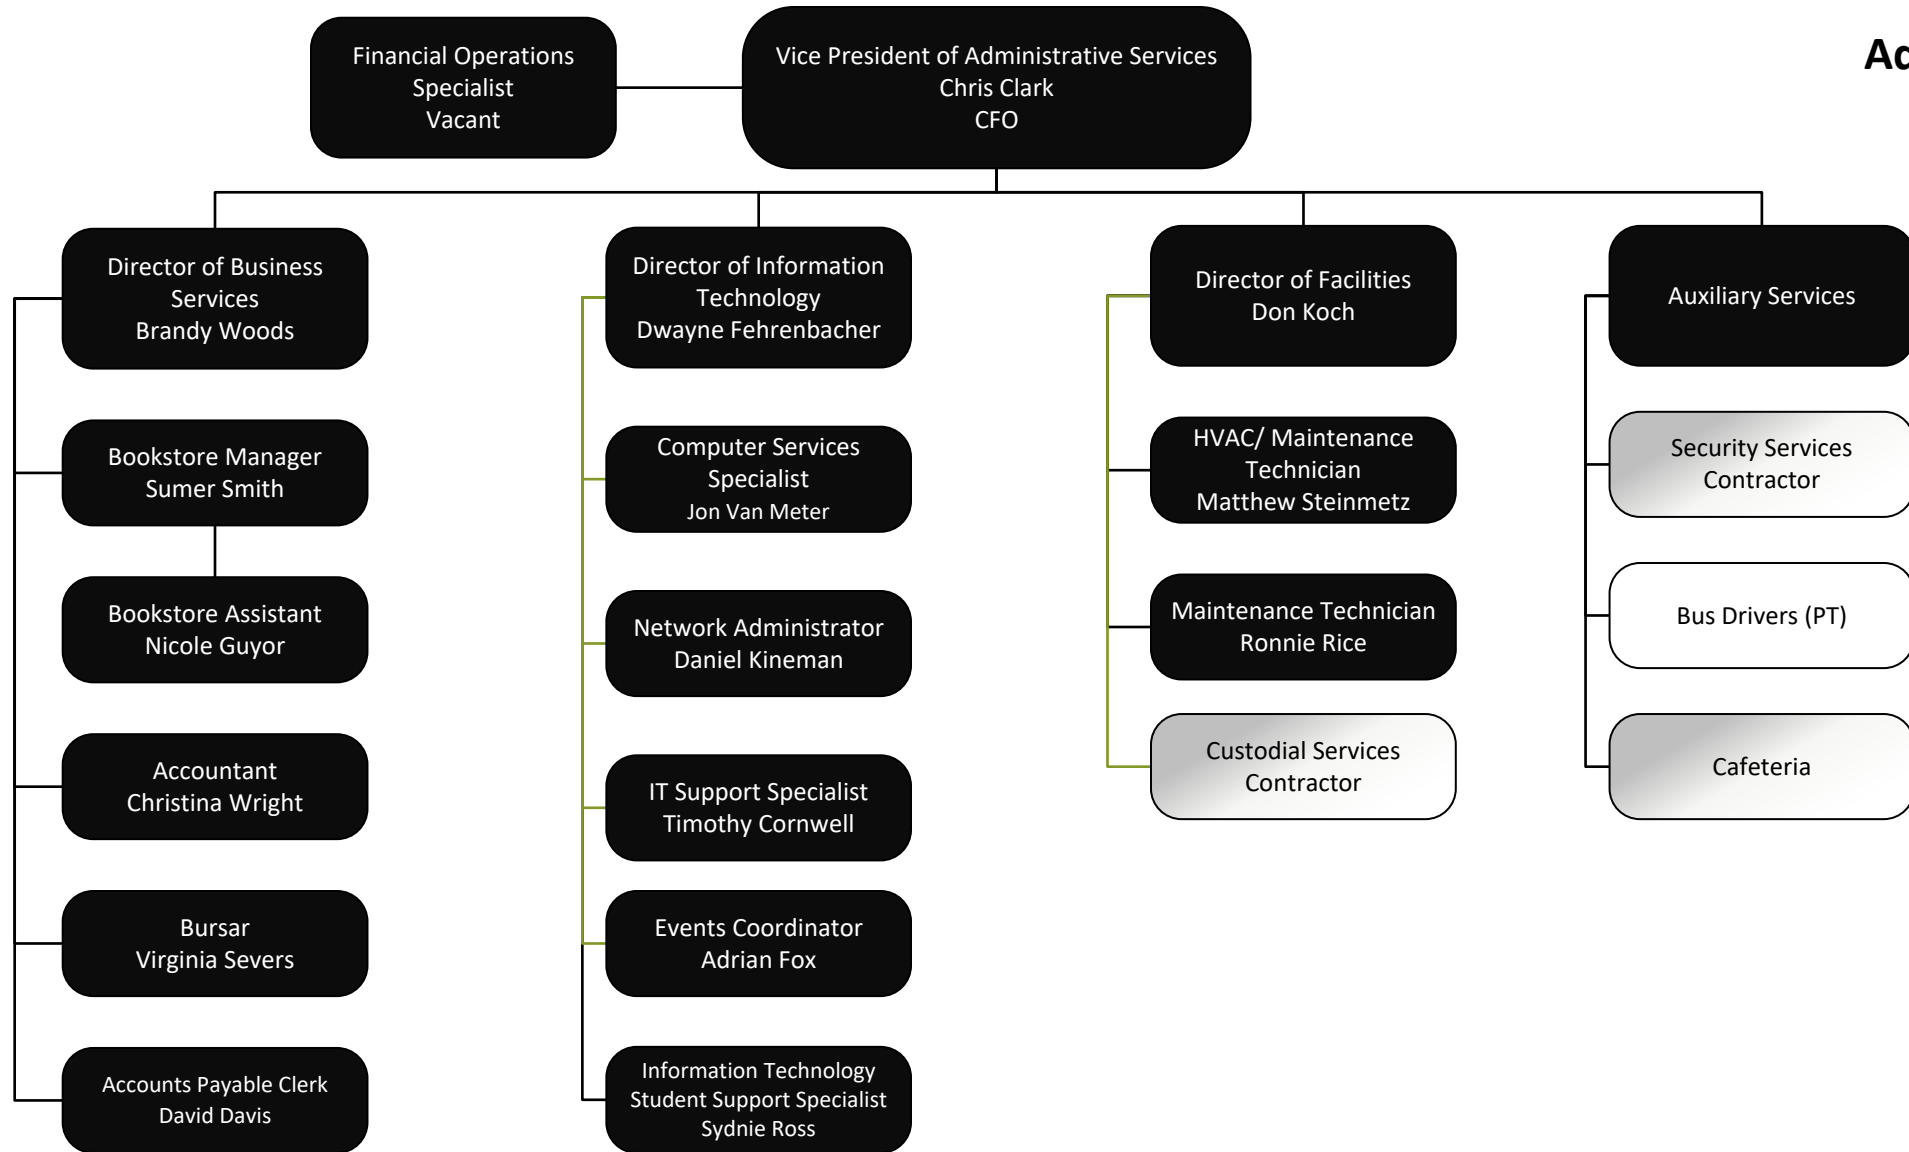 Financial Operations
Specialist
Vacant
Vice President of Administrative Services
Chris Clark
CFO
Director of Business
Services
Brandy Woods
Bookstore Manager
Sumer Smith
Bookstore Assistant
Nicole Guyor
Accountant
Christina Wright
Bursar
Virginia Severs
Accounts Payable Clerk
David Davis
Director of Information
Technology
Dwayne Fehrenbacher
Computer Services
Specialist
Jon Van Meter
Network Administrator
Daniel Kineman
IT Support Specialist
Timothy Cornwell
Events Coordinator
Adrian Fox
Information Technology
Student Support Specialist
Sydnie Ross
Director of Facilities
Don Koch
HVAC/ Maintenance
Technician
Matthew Steinmetz
Maintenance Technician
Ronnie Rice
Custodial Services
Contractor
Auxiliary Services
Security Services
Contractor
Bus Drivers (PT)
Cafeteria